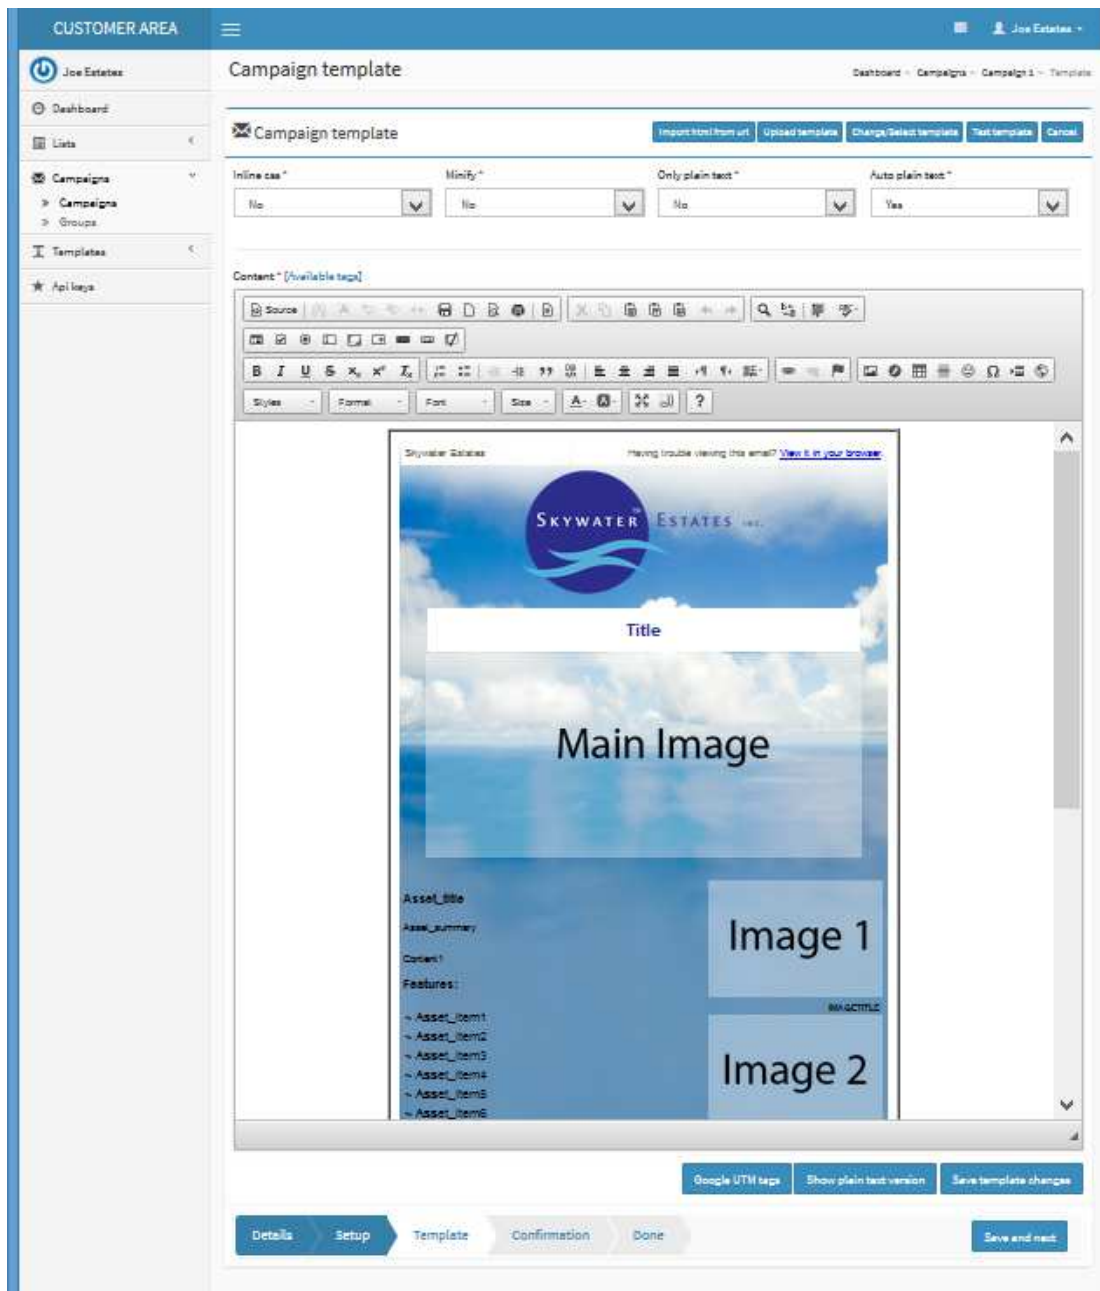 CUSTOMER AREA
Joe Estates
Joe Estates
Campaign template
Dashboard
Campaigns
Campaign 1
Template
Dashboard
Lists
Campaigns
Campaigns
Groups
Templates
Api keys
Campaign template
Import html from url
Upload template
Change/Select template
Test template
Cancel
Inline css *
Minify *
Only plain text *
Auto plain text *
No
No
No
Yes
Content * [Available tags]
Source
Styles
Format
Font
Size
Skywater Estates
Having trouble viewing this email? View it in your browser.
SKYWATER ESTATES INC.
Title
Main Image
Asset_title
Asset_summary
Content1
Features:
~ Asset_item1
~ Asset_item2
~ Asset_item3
~ Asset_item4
~ Asset_item5
~ Asset_item6
Image 1
IMAGETITLE
Image 2
Google UTM tags
Show plain text version
Save template changes
Details
Setup
Template
Confirmation
Done
Save and next